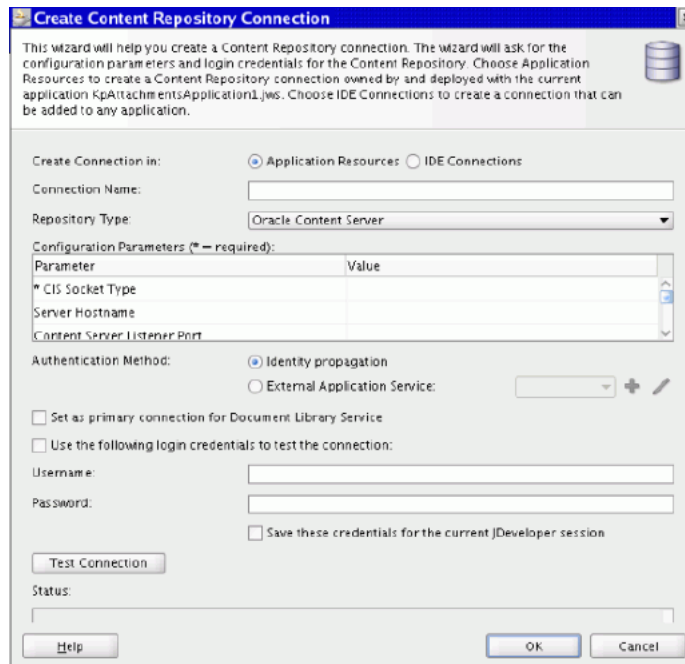 Create Content Repository Connection
This wizard will help you create a Content Repository connection. The wizard will ask for the
configuration parameters and login credentials for the Content Repository. Choose Application
Resources to create a Content Repository connection owned by and deployed with the current
application KpAttachmentsApplication1.jws. Choose IDE Connections to create a connection that can
be added to any application.
Create Connection in: Application Resources IDE Connections
Connection Name:
Repository Type: Oracle Content Server
Configuration Parameters (* = required):
Parameter Value
* CIS Socket Type
Server Hostname
Content Server Listener Port
Authentication Method: Identity propagation
External Application Service:
Set as primary connection for Document Library Service
Use the following login credentials to test the connection:
Username:
Password:
Save these credentials for the current JDeveloper session
Test Connection
Status:
Help OK Cancel